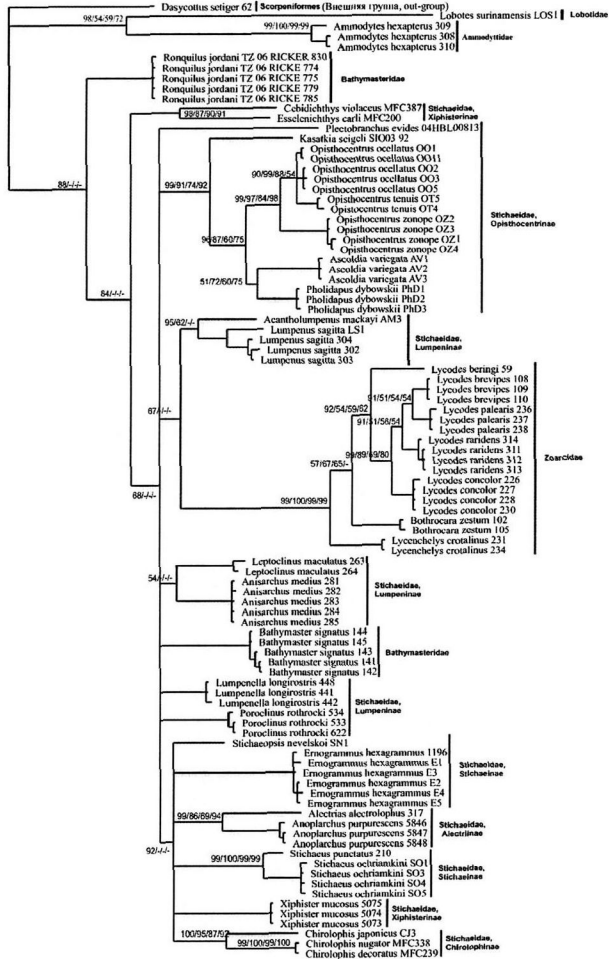 Dasycottus setiger 62 Scorpeniformes (Внешняя группа, out-group)
Lobotes surinamensis LOS1 Lobotidae
98/54/59/72
Ammodytes hexapterus 309
99/100/99/99
Ammodytes hexapterus 308 Ammodytidae
Ammodytes hexapterus 310
Ronquilus jordani TZ 06 RICKER 830
Ronquilus jordani TZ 06 RICKE 774
Ronquilus jordani TZ 06 RICKE 775 Bathymasteridae
Ronquilus jordani TZ 06 RICKE 779
Ronquilus jordani TZ 06 RICKE 785
Cebidichthys violaceus MFC387 Stichaeidae,
98/87/90/91
Esselenichthys carli MFC200 Xiphisterinae
Plectobranchus evides 04HBL00813
Kasatkia seigeli SIO03 92
Opisthocentrus ocellatus OO1
Opisthocentrus ocellatus OO11
90/99/88/54
Opisthocentrus ocellatus OO2
99/91/74/92
Opisthocentrus ocellatus OO3
Opisthocentrus ocellatus OO5
88/-/-/-
99/97/84/98
Opistocentrus tenuis OT5
Opistocentrus tenuis OT4
Stichaeidae,
Opisthocentrinae
Opistocentrus zonope OZ2
Opistocentrus zonope OZ3
96/87/60/75
Opistocentrus zonope OZ1
Opistocentrus zonope OZ4
Ascoldia variegata AV1
Ascoldia variegata AV2
51/72/60/75
Ascoldia variegata AV3
84/-/-/-
Pholidapus dybowskii PhD1
Pholidapus dybowskii PhD2
Pholidapus dybowskii PhD3
95/62/-/-
Acantholumpenus mackayi AM3
Lumpenus sagitta LS1
Lumpenus sagitta 304
Stichaeidae,
Lumpeninae
Lumpenus sagitta 302
Lumpenus sagitta 303
Lycodes beringi 59
Lycodes brevipes 108
91/51/54/54
Lycodes brevipes 109
Lycodes brevipes 110
67/-/-/-
92/54/59/62
Lycodes palearis 236
Lycodes palearis 237
Lycodes palearis 238
Lycodes raridens 314
Lycodes raridens 311
57/67/65/-
Lycodes raridens 312
Zoarcidae
Lycodes raridens 313
Lycodes concolor 226
Lycodes concolor 227
68/-/-/-
99/100/99/99
Lycodes concolor 228
Lycodes concolor 230
Bothrocara zestum 102
Bothrocara zestum 105
Lycenchelys crotalinus 231
Lycenchelys crotalinus 234
Leptoclinus maculatus 263
Leptoclinus maculatus 264
54/-/-/-
Anisarchus medius 281
Stichaeidae,
Lumpeninae
Anisarchus medius 282
Anisarchus medius 283
Anisarchus medius 284
Anisarchus medius 285
Bathymaster signatus 144
Bathymaster signatus 145
Bathymaster signatus 143 Bathymasteridae
Bathymaster signatus 141
Bathymaster signatus 142
Lumpenella longirostris 448
Lumpenella longirostris 441
Stichaeidae,
Lumpeninae
Lumpenella longirostris 442
Poroclinus rothrocki 534
Poroclinus rothrocki 533
Poroclinus rothrocki 622
Stichaeopsis nevelskoi SN1
Ernogrammus hexagrammus 1196
Ernogrammus hexagrammus E1
Stichaeidae,
Stichaeinae
Ernogrammus hexagrammus E3
Ernogrammus hexagrammus E2
Ernogrammus hexagrammus E4
Ernogrammus hexagrammus E5
99/86/89/94
Alectrias alectrolophus 317
Anoplarchus purpurescens 5846
Stichaeidae,
Alectriinae
Anoplarchus purpurescens 5847
Anoplarchus purpurescens 5848
92/-/-/-
Stichaeus punctatus 210
99/100/99/99
Stichaeus ochriamkini SO1
Stichaeidae,
Stichaeinae
Stichaeus ochriamkini SO3
Stichaeus ochriamkini SO4
Stichaeus ochriamkini SO5
Xiphister mucosus 5075
Stichaeidae,
Xiphister mucosus 5074
Xiphisterinae
Xiphister mucosus 5073
100/95/87/92
Chirolophis japonicus CJ3
Stichaeidae,
99/100/99/100
Chirolophis nugator MFC338
Chirolophinae
Chirolophis decoratus MFC239